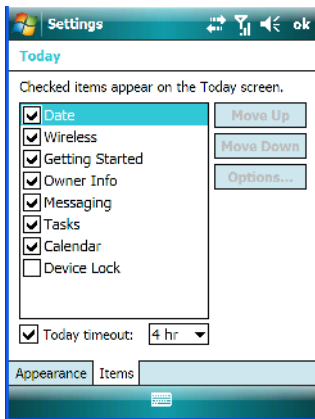 Settings ok
Today
Checked items appear on the Today screen.
Date
Wireless
Getting Started
Owner Info
Messaging
Tasks
Calendar
Device Lock
Move Up
Move Down
Options...
Today timeout: 4 hr
Appearance Items